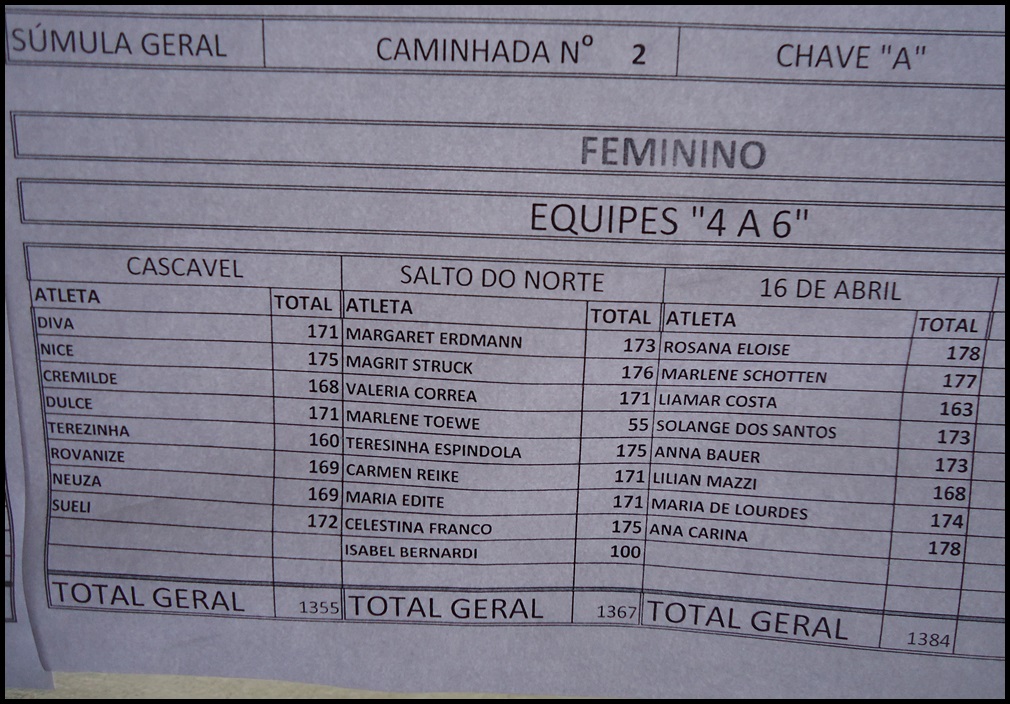 SÚMULA GERAL CAMINHADA Nº 2 CHAVE "A"
FEMININO
EQUIPES "4 A 6"
CASCAVEL SALTO DO NORTE 16 DE ABRIL
ATLETA TOTAL ATLETA TOTAL ATLETA TOTAL
DIVA 171 MARGARET ERDMANN 173 ROSANA ELOISE 178
NICE 175 MAGRIT STRUCK 176 MARLENE SCHOTTEN 177
CREMILDE 168 VALERIA CORREA 171 LIAMAR COSTA 163
DULCE 171 MARLENE TOEWE 55 SOLANGE DOS SANTOS 173
TEREZINHA 160 TERESINHA ESPINDOLA 175 ANNA BAUER 173
ROVANIZE 169 CARMEN REIKE 171 LILIAN MAZZI 168
NEUZA 169 MARIA EDITE 171 MARIA DE LOURDES 174
SUELI 172 CELESTINA FRANCO 175 ANA CARINA 178
ISABEL BERNARDI 100
TOTAL GERAL 1355 TOTAL GERAL 1367 TOTAL GERAL 1384